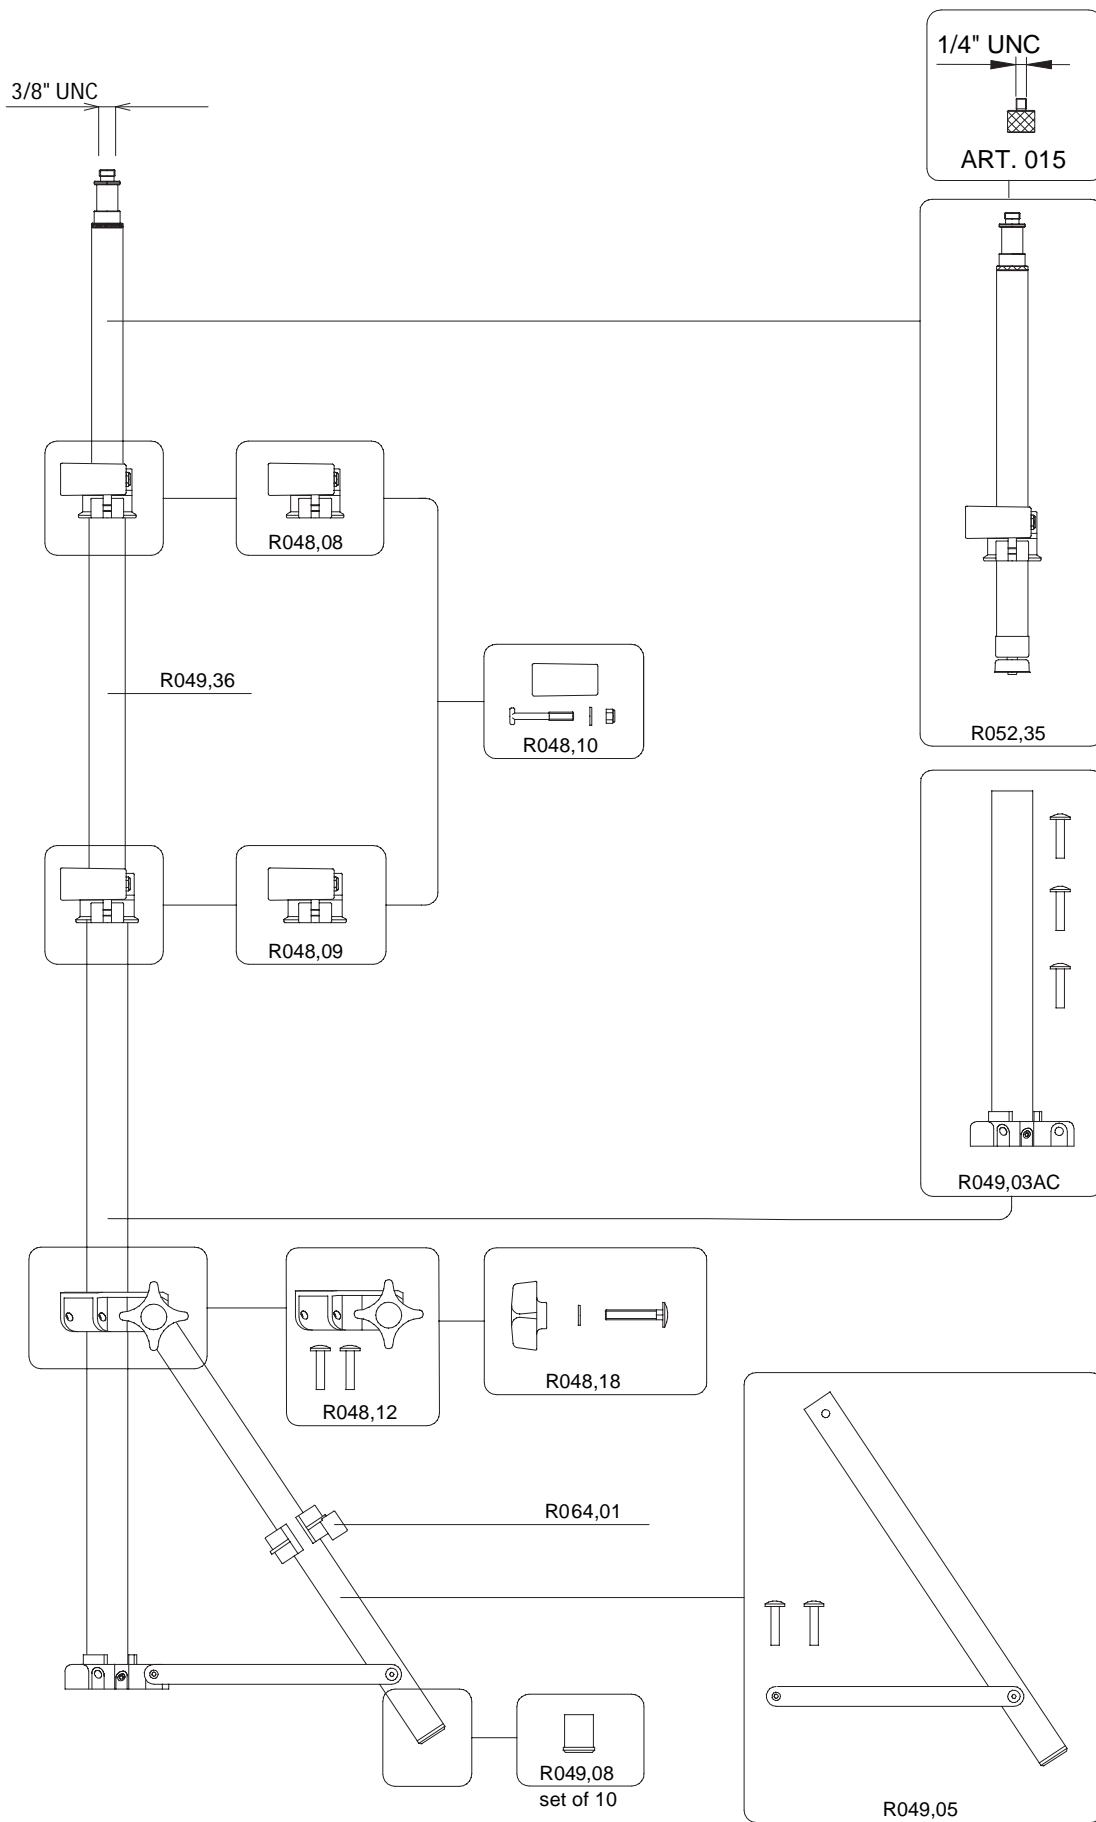 1/4" UNC
3/8" UNC
ART. 015
R048,08
R049,36
R052,35
R048,10
R048,09
R049,03AC
R048,18
R048,12
R064,01
R049,08
set of 10
R049,05